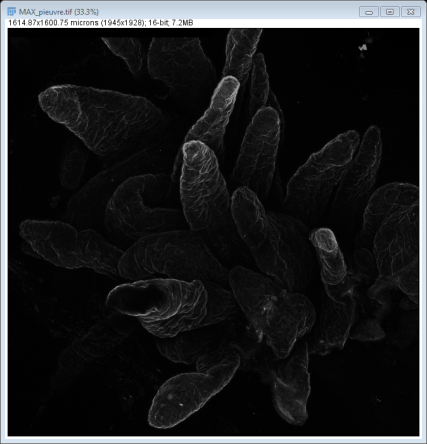 MAX_pieuvre.tif (33.3%)
1614.87x1600.75 microns (1945x1928); 16-bit; 7.2MB